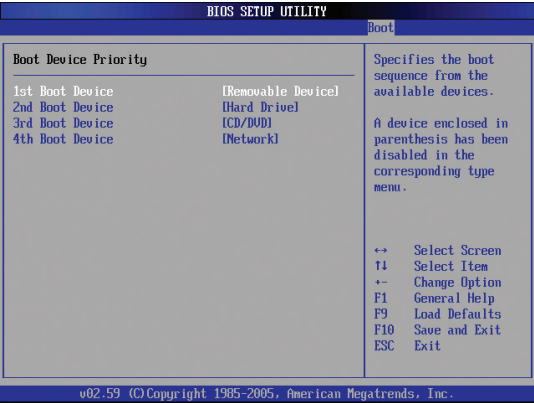 BIOS SETUP UTILITY
Boot
Boot Device Priority
1st Boot Device [Removable Device]
2nd Boot Device [Hard Drive]
3rd Boot Device [CD/DVD]
4th Boot Device [Network]
Specifies the boot
sequence from the
available devices.
A device enclosed in
parenthesis has been
disabled in the
corresponding type
menu.
↔ Select Screen
↑↓ Select Item
+- Change Option
F1 General Help
F9 Load Defaults
F10 Save and Exit
ESC Exit
v02.59 (C)Copyright 1985-2005, American Megatrends, Inc.